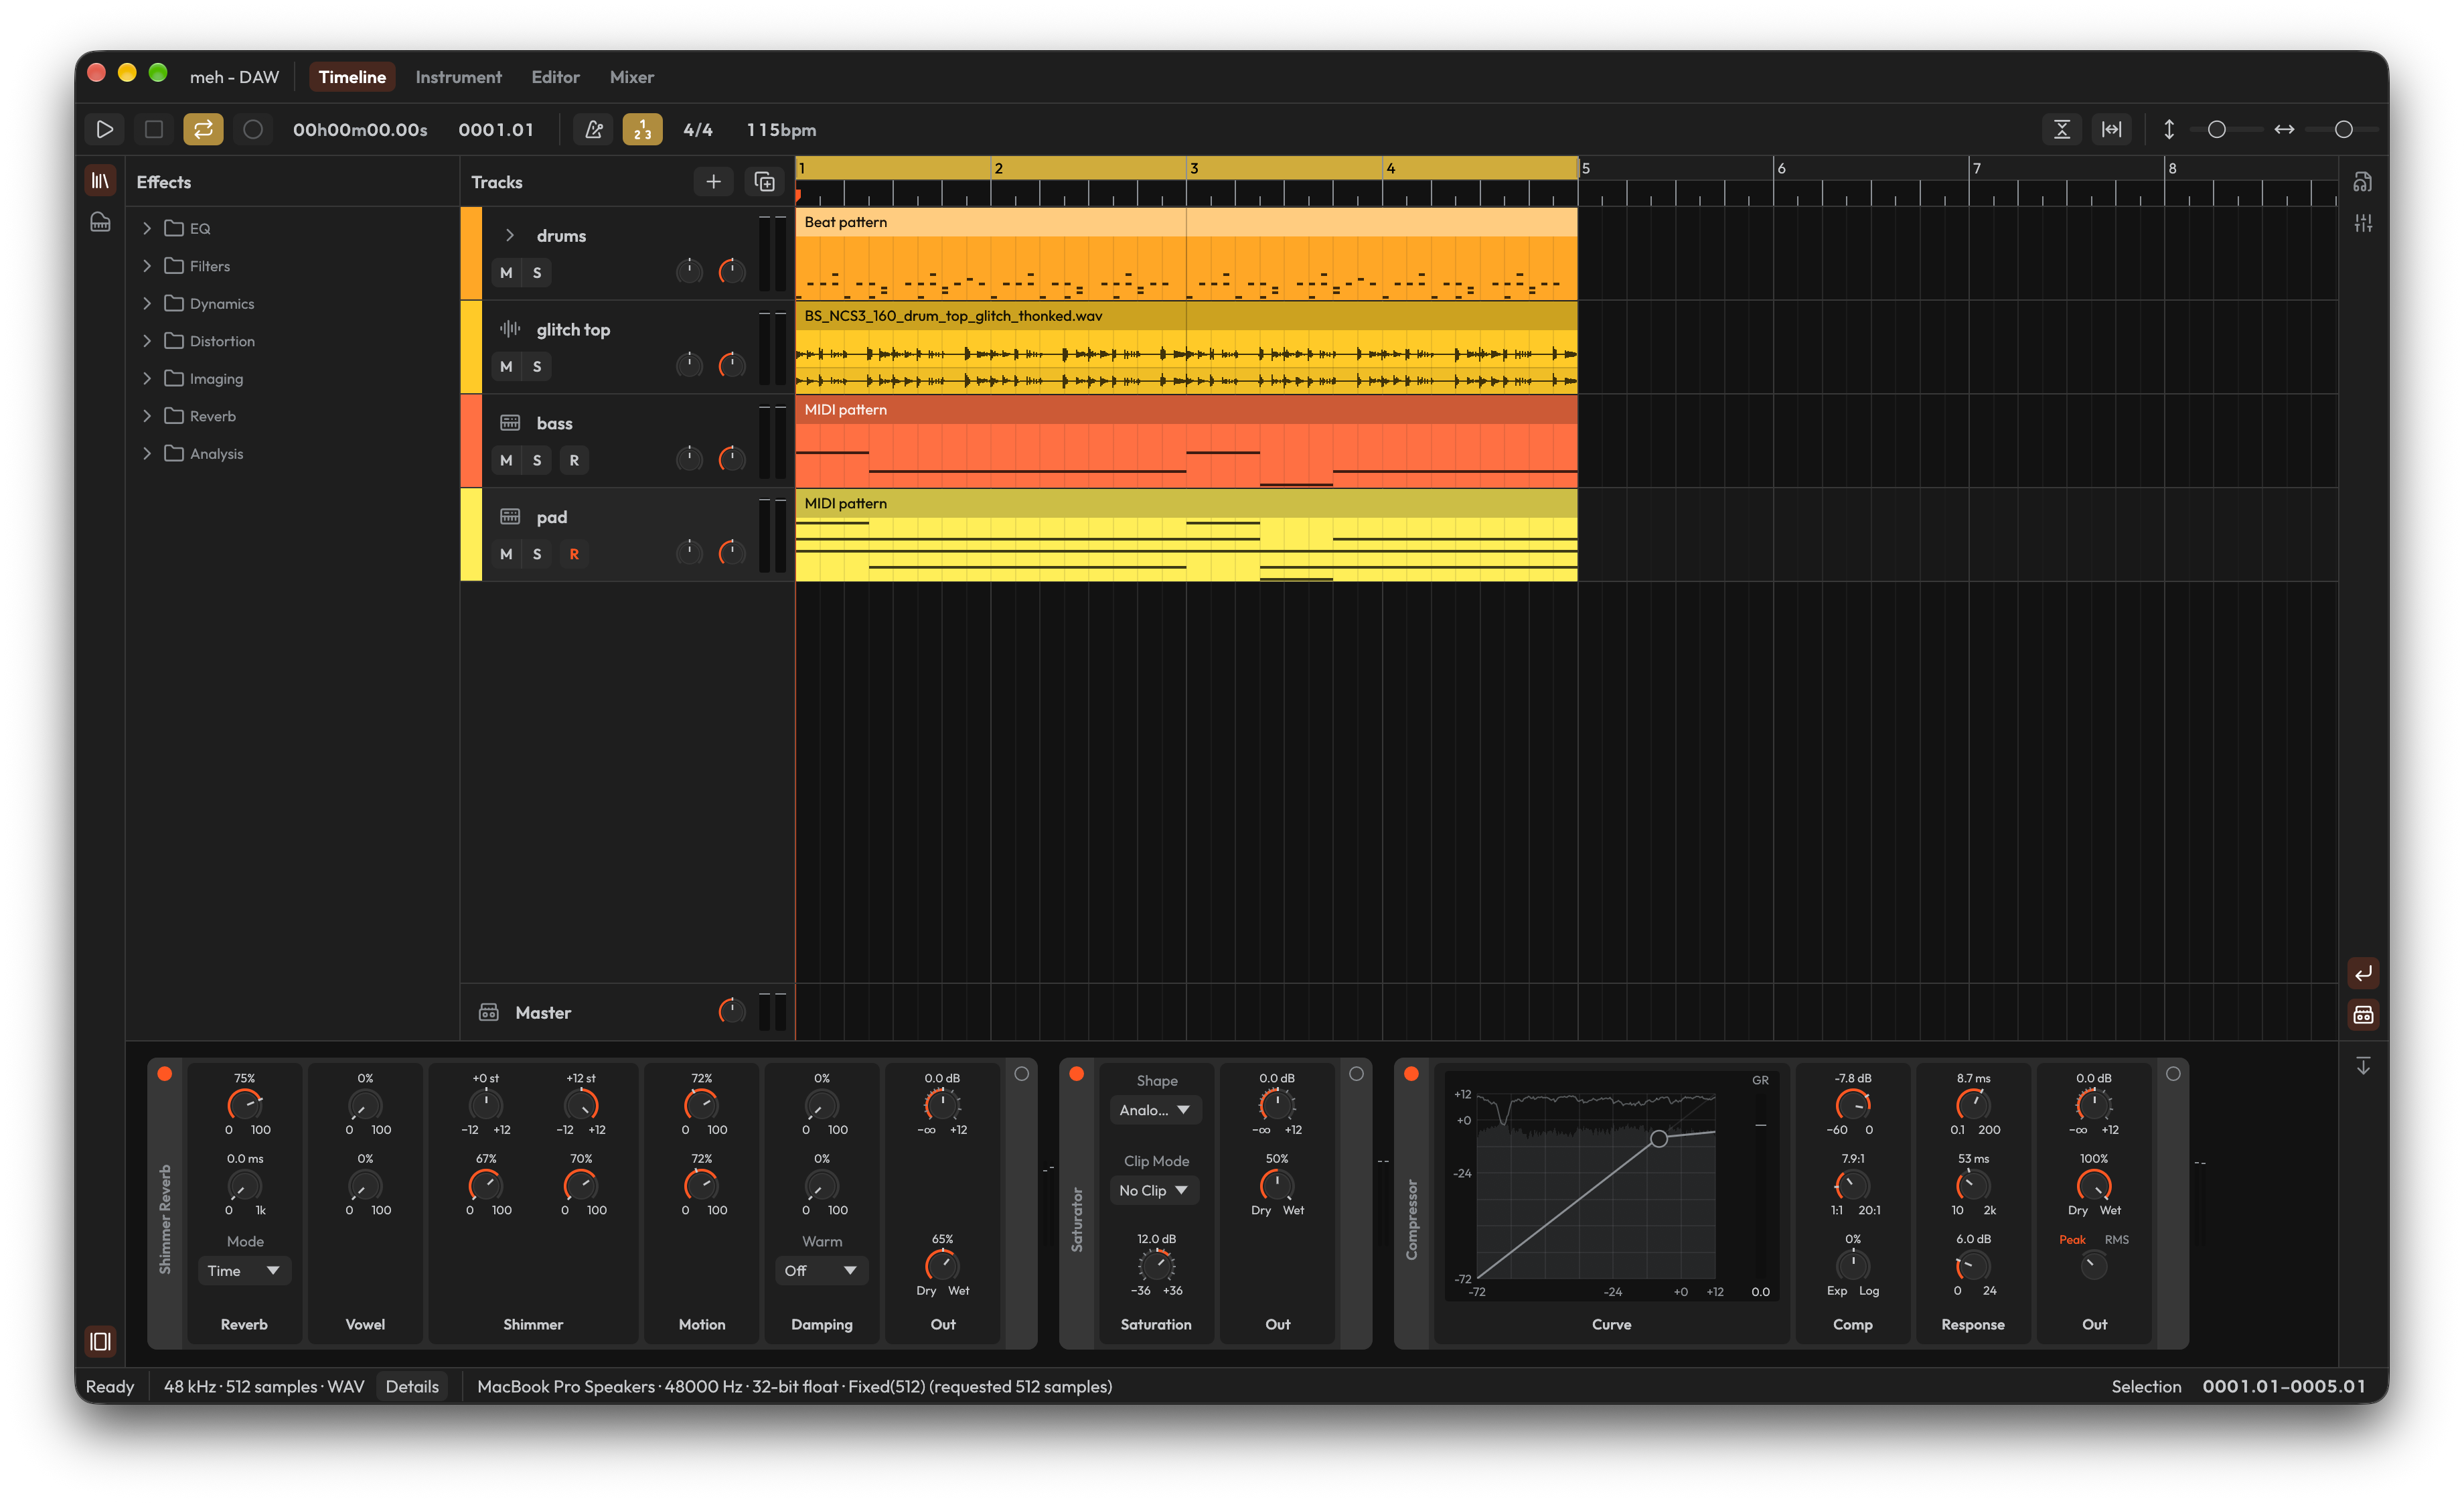 meh - DAW Timeline Instrument Editor Mixer
00h00m00.00s 0001.01 1 2 3 4/4 115bpm
Effects Tracks
1 2 3 4 5 6 7 8
EQ
Filters
Dynamics
Distortion
Imaging
Reverb
Analysis
drums
M S
glitch top
M S
bass
M S R
pad
M S R
Master
Beat pattern
BS_NCS3_160_drum_top_glitch_thonked.wav
MIDI pattern
MIDI pattern
Shimmer Reverb
75%
0 100
0.0 ms
0 1k
Mode
Time
Reverb
0%
0 100
0%
0 100
Vowel
+0 st +12 st
−12 +12 −12 +12
67% 70%
0 100 0 100
Shimmer
72%
0 100
72%
0 100
Motion
0%
0 100
0%
0 100
Warm
Off
Damping
0.0 dB
−∞ +12
65%
Dry Wet
Out
Saturator
Shape
Analo...
Clip Mode
No Clip
12.0 dB
−36 +36
Saturation
0.0 dB
−∞ +12
50%
Dry Wet
Out
Compressor
GR
+12
+0
-24
-72
-72 -24 +0 +12 0.0
Curve
-7.8 dB
−60 0
7.9:1
1:1 20:1
0%
Exp Log
Comp
8.7 ms
0.1 200
53 ms
10 2k
6.0 dB
0 24
Response
0.0 dB
−∞ +12
100%
Dry Wet
Peak RMS
Out
Ready 48 kHz · 512 samples · WAV Details MacBook Pro Speakers · 48000 Hz · 32-bit float · Fixed(512) (requested 512 samples) Selection 0001.01–0005.01